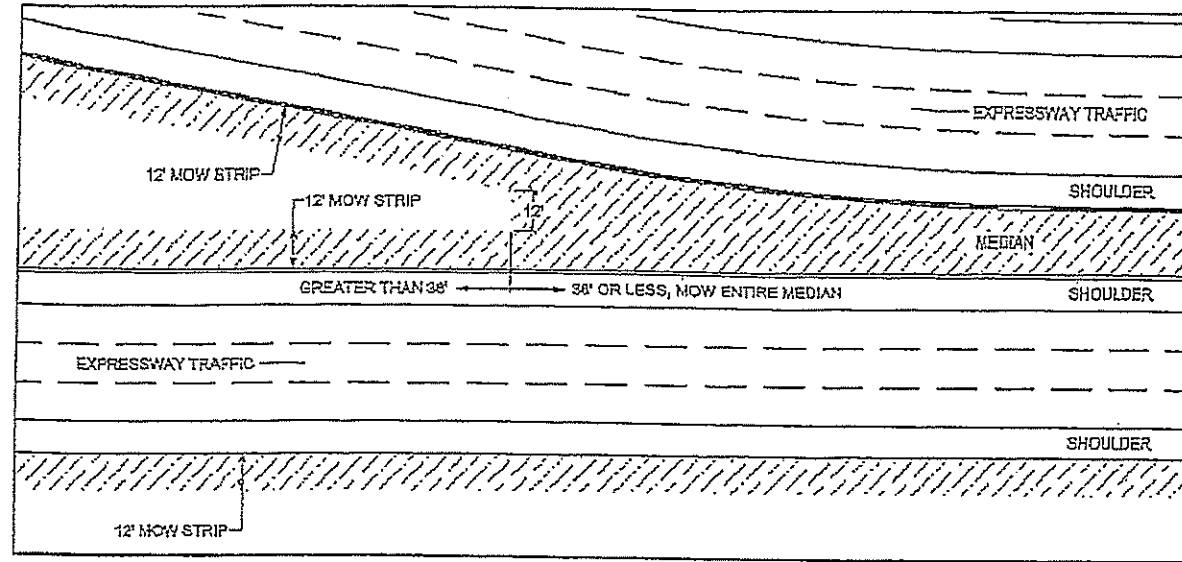 EXPRESSWAY TRAFFIC
12' MOW STRIP
SHOULDER
12' MOW STRIP
12'
MEDIAN
GREATER THAN 36'
36' OR LESS, MOW ENTIRE MEDIAN
SHOULDER
EXPRESSWAY TRAFFIC
SHOULDER
12' MOW STRIP